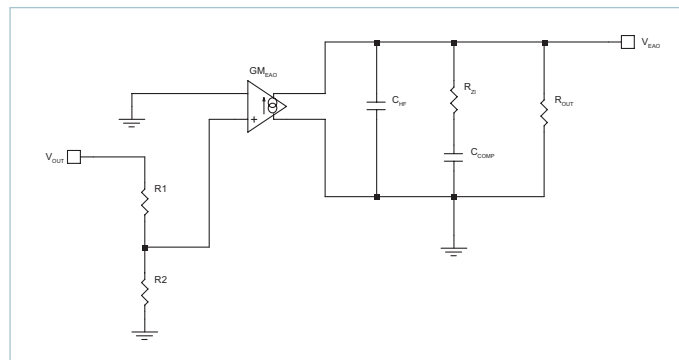 V_EAO
GM_EAO
R_ZI
C_HF
R_OUT
+
C_COMP
V_OUT
R1
R2